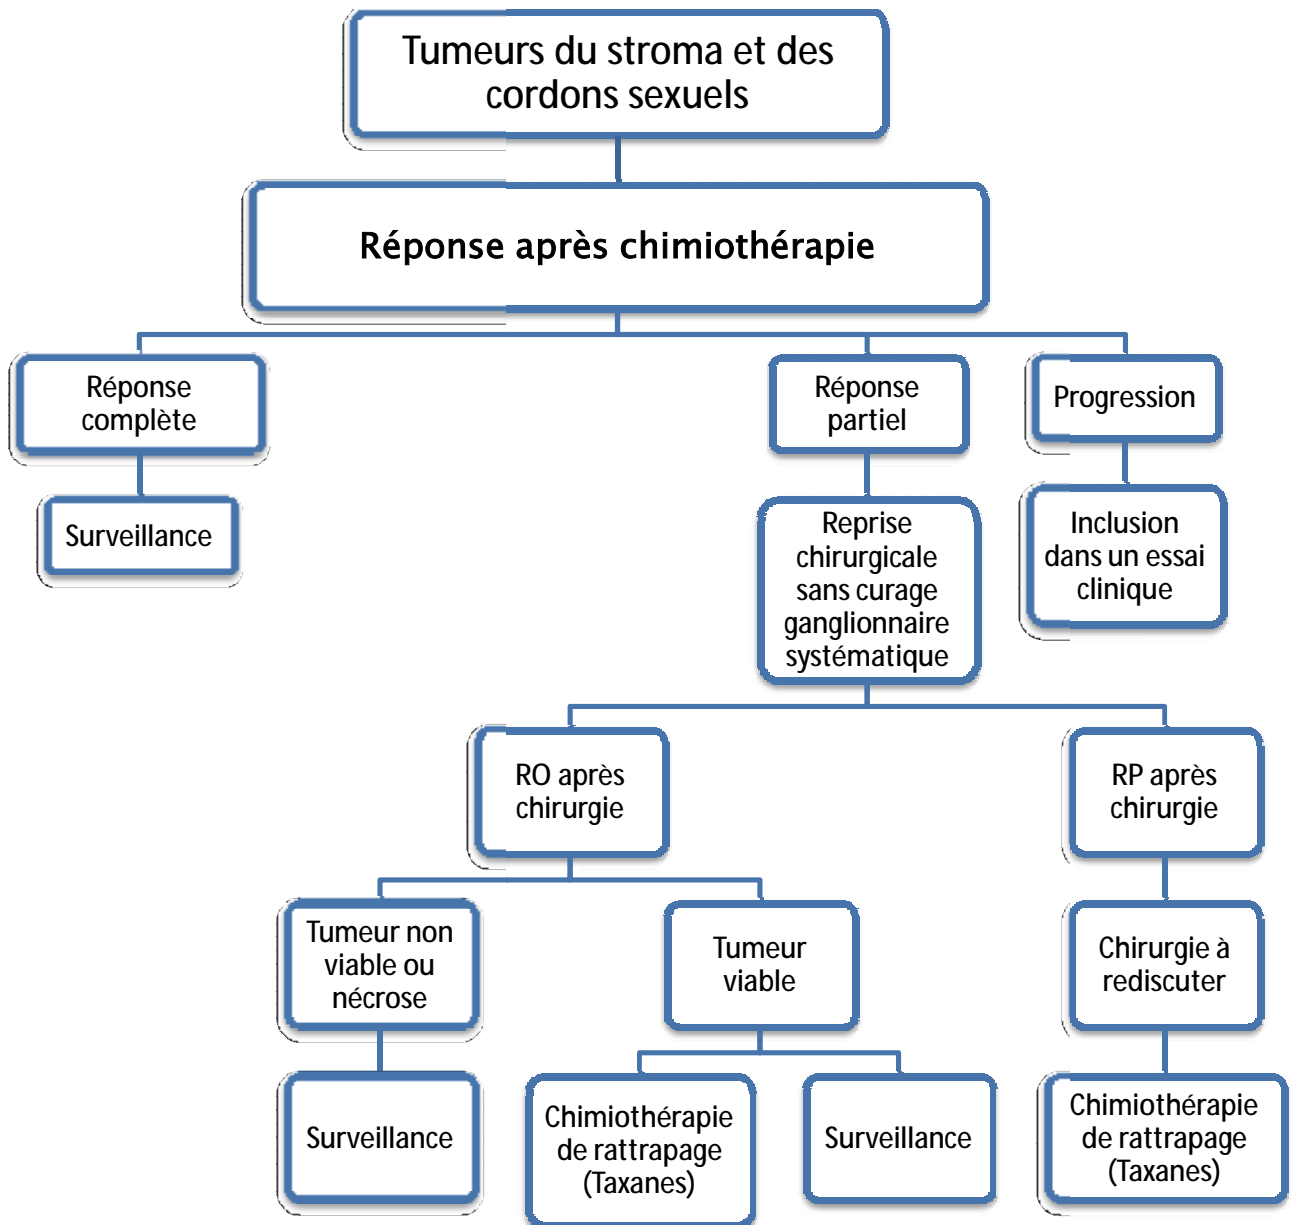 Tumeurs du stroma et des
cordons sexuels
Réponse après chimiothérapie
Réponse
complète
Réponse
partiel
Progression
Surveillance
Reprise
chirurgicale
sans curage
ganglionnaire
systématique
Inclusion
dans un essai
clinique
RO après
chirurgie
RP après
chirurgie
Tumeur non
viable ou
nécrose
Tumeur
viable
Chirurgie à
rediscuter
Surveillance
Chimiothérapie
de rattrapage
(Taxanes)
Surveillance
Chimiothérapie
de rattrapage
(Taxanes)